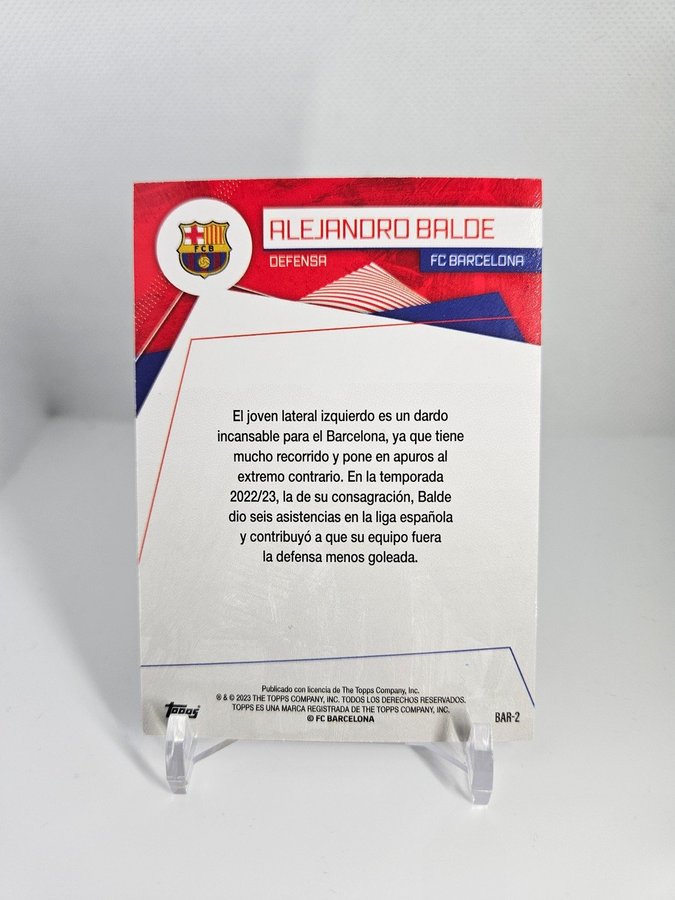 FCB
ALEJANDRO BALDE
DEFENSA
FC BARCELONA
El joven lateral izquierdo es un dardo
incansable para el Barcelona, ya que tiene
mucho recorrido y pone en apuros al
extremo contrario. En la temporada
2022/23, la de su consagración, Balde
dio seis asistencias en la liga española
y contribuyó a que su equipo fuera
la defensa menos goleada.
Publicado con licencia de The Topps Company, Inc.
® & © 2023 THE TOPPS COMPANY, INC. TODOS LOS DERECHOS RESERVADOS.
TOPPS ES UNA MARCA REGISTRADA DE THE TOPPS COMPANY, INC.
© FC BARCELONA
Topps
BAR-2